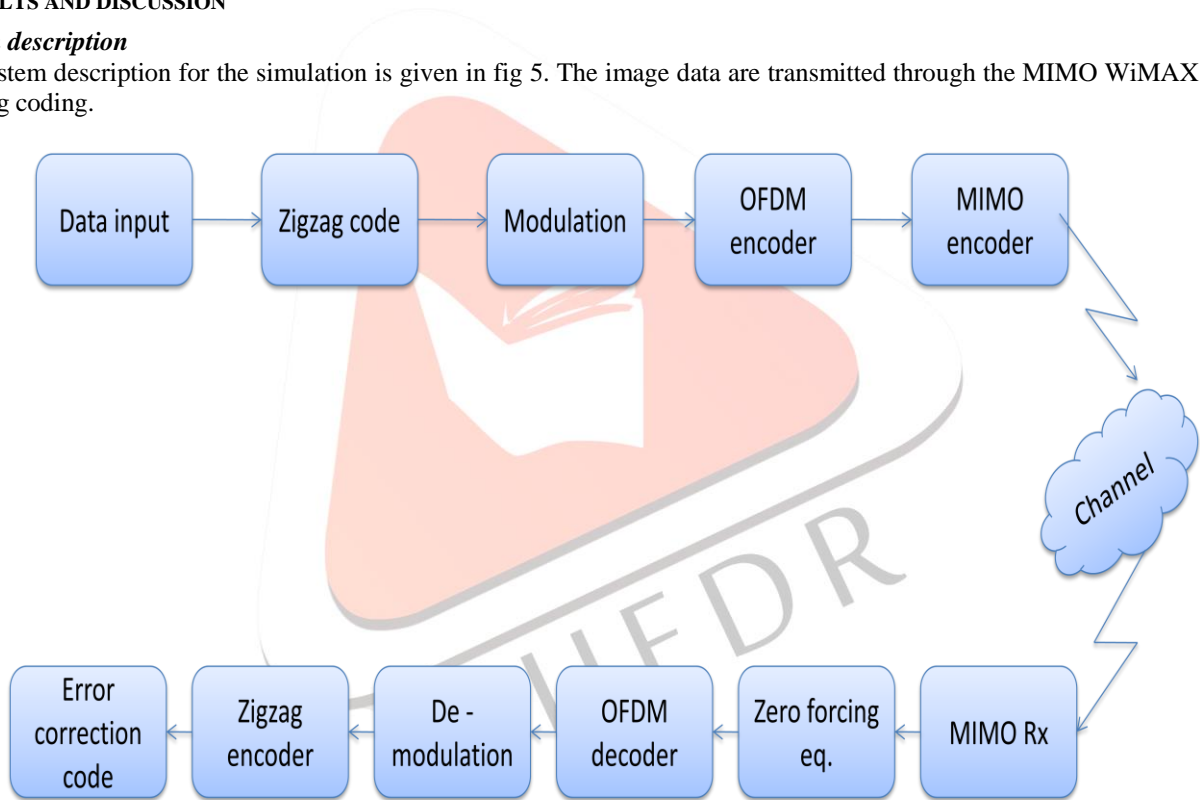 AND DISCUSSION
description
description for the simulation is given in fig 5. The image data are transmitted through the MIMO WiMAX
coding.
Data input
Zigzag code
Modulation
OFDM
encoder
MIMO
encoder
Channel
Error
correction
code
Zigzag
encoder
De -
modulation
OFDM
decoder
Zero forcing
eq.
MIMO Rx